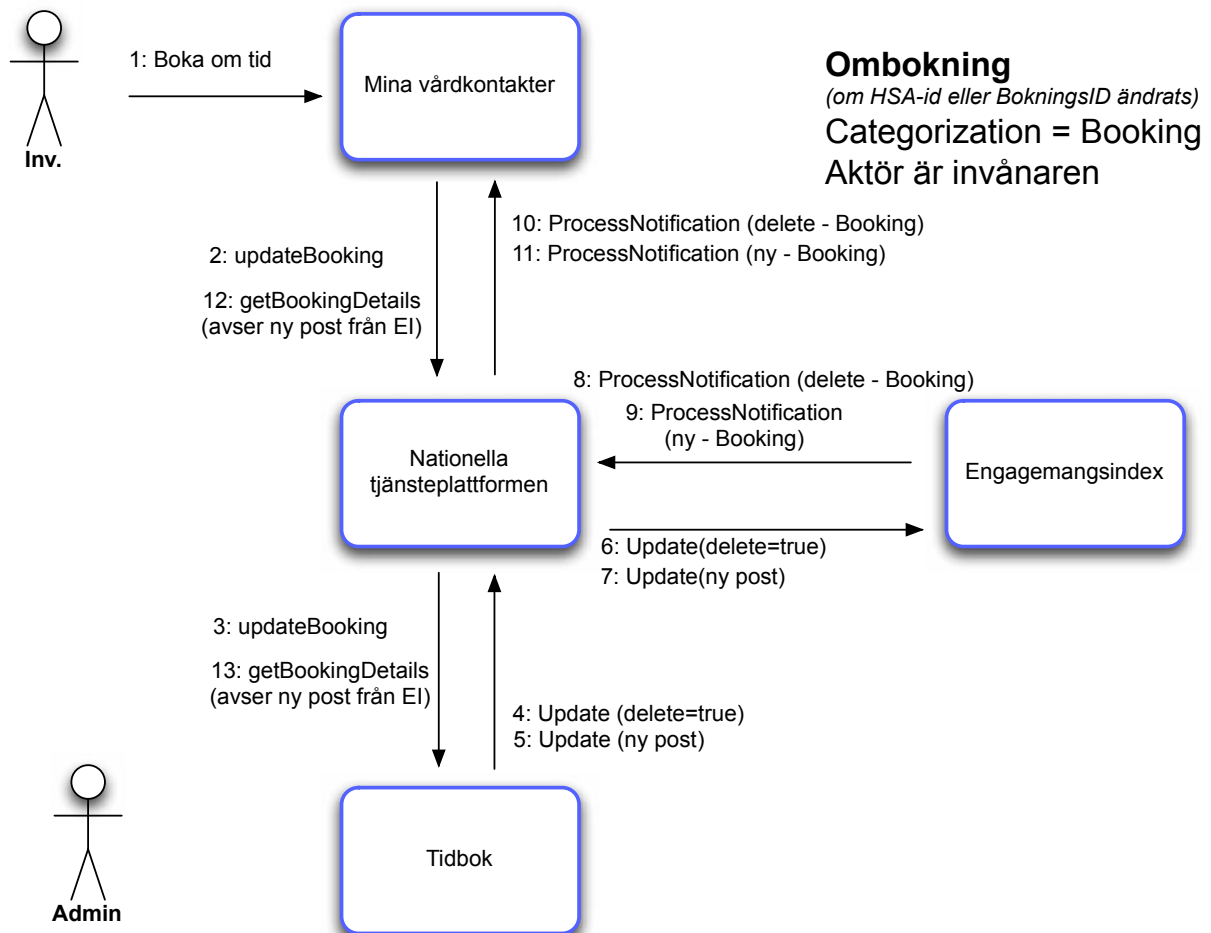 1: Boka om tid
Inv.
Mina vårdkontakter
Ombokning
(om HSA-id eller BokningsID ändrats)
Categorization = Booking
Aktör är invånaren
10: ProcessNotification (delete - Booking)
11: ProcessNotification (ny - Booking)
2: updateBooking
12: getBookingDetails
(avser ny post från EI)
8: ProcessNotification (delete - Booking)
9: ProcessNotification
(ny - Booking)
Nationella
tjänsteplattformen
Engagemangsindex
6: Update(delete=true)
7: Update(ny post)
3: updateBooking
13: getBookingDetails
(avser ny post från EI)
4: Update (delete=true)
5: Update (ny post)
Tidbok
Admin